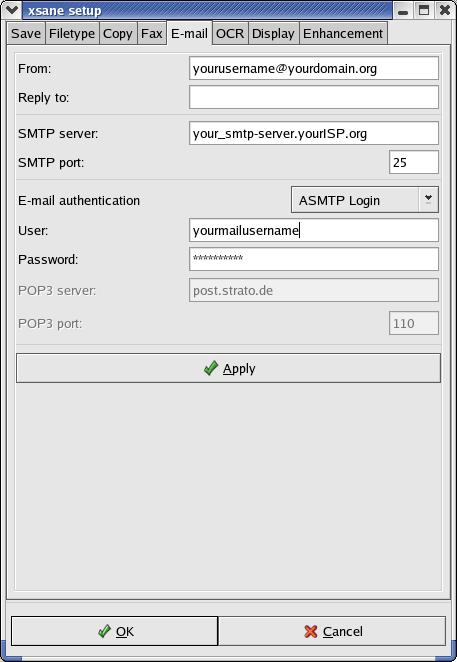 xsane setup
Save Filetype Copy Fax E-mail OCR Display Enhancement
From: yourusername@yourdomain.org
Reply to:
SMTP server: your_smtp-server.yourISP.org
SMTP port: 25
E-mail authentication ASMTP Login
User: yourmailusername
Password: **********
POP3 server: post.strato.de
POP3 port: 110
Apply
OK Cancel